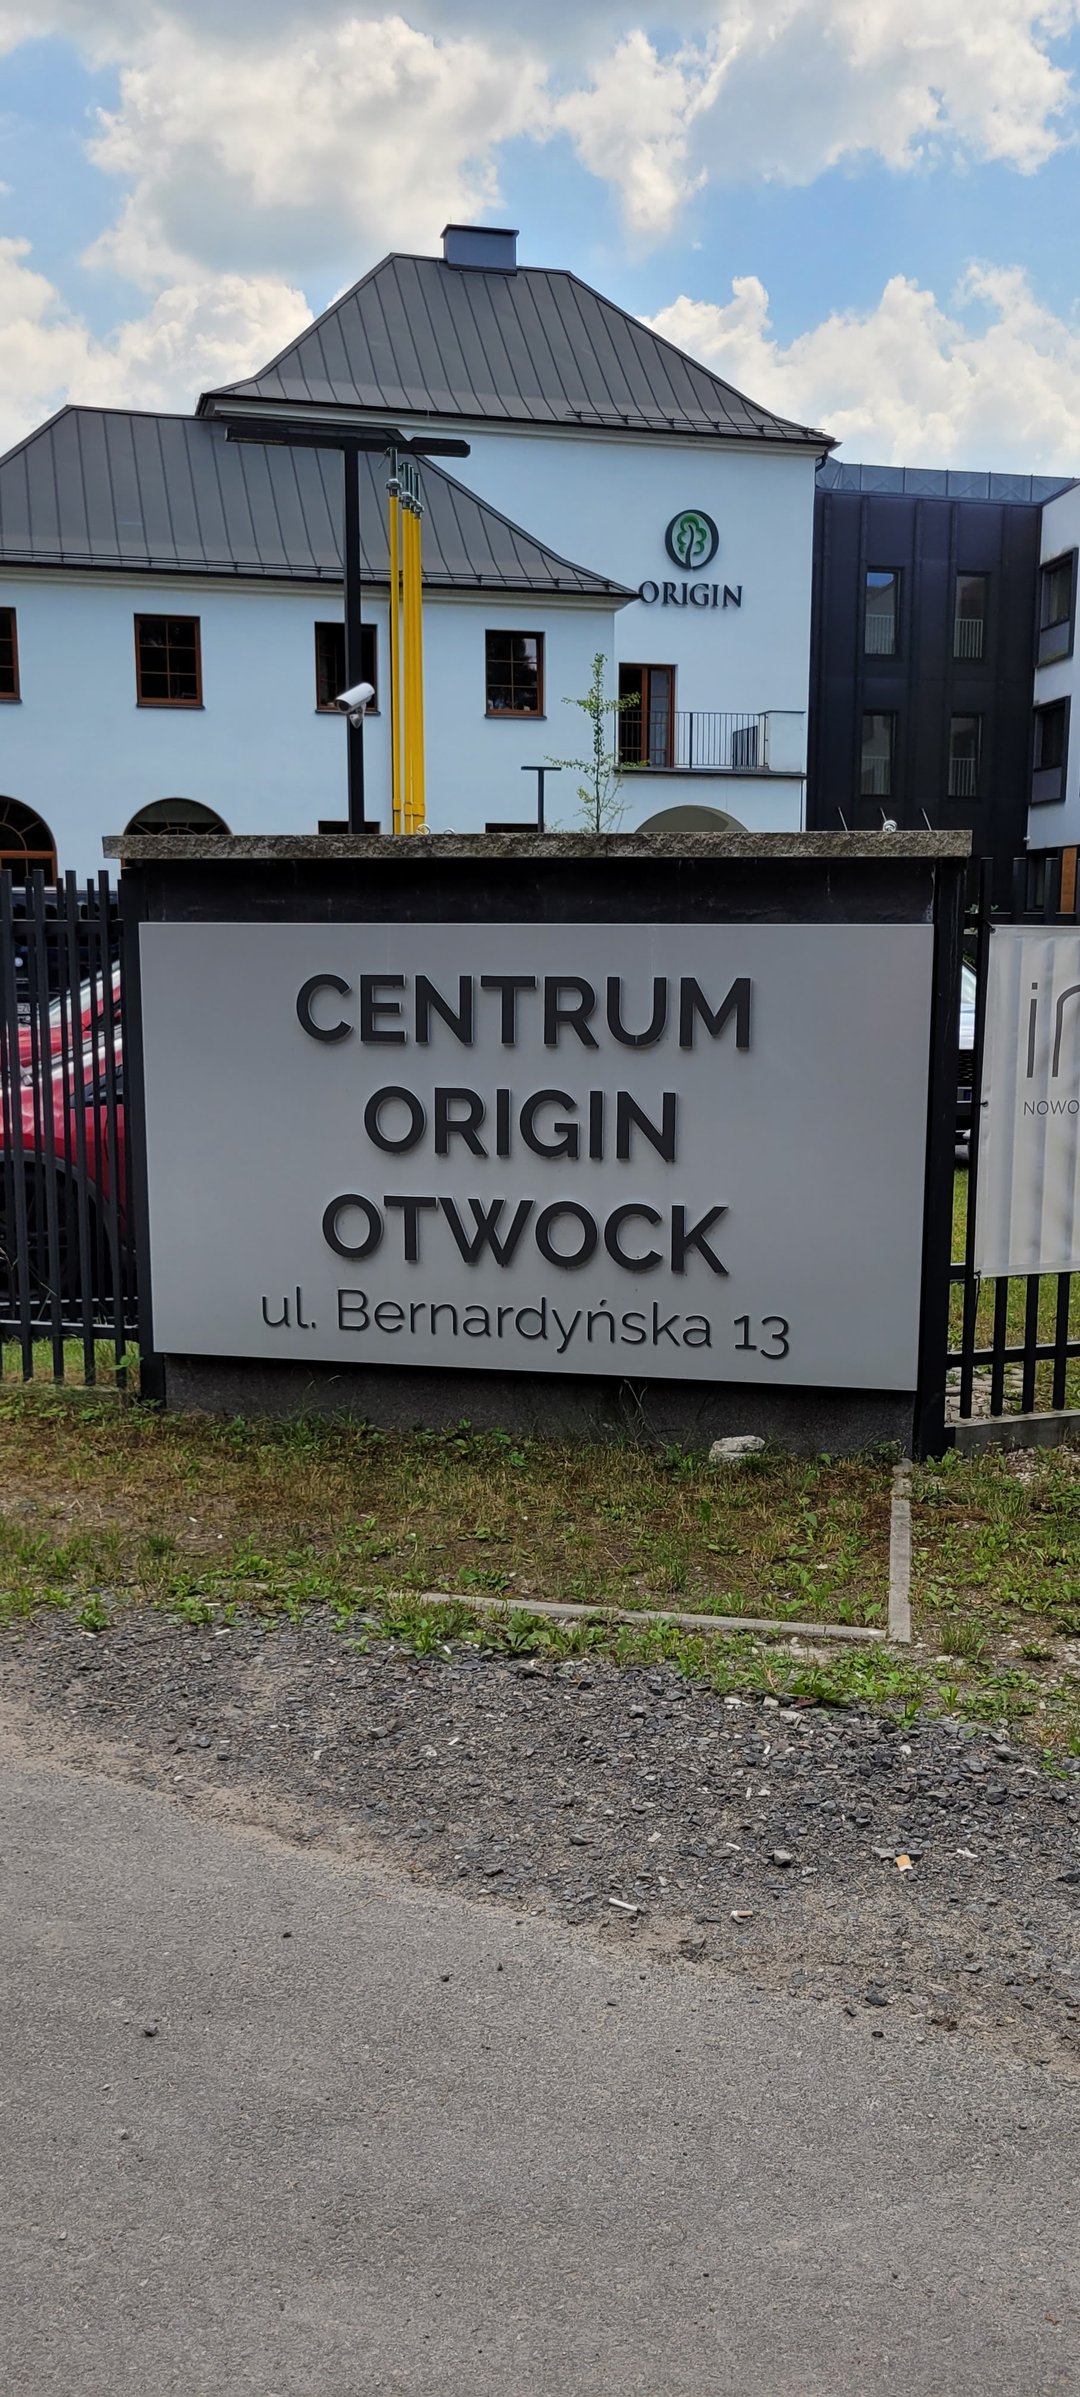 ORIGIN
CENTRUM
ORIGIN
OTWOCK
ul. Bernardyńska 13